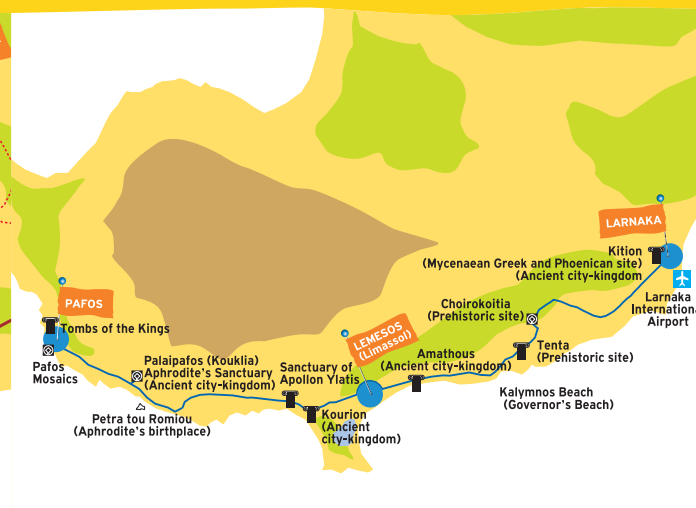 LARNAKA
Kition
(Mycenaean Greek and Phoenican site)
(Ancient city-kingdom
Larnaka
Internationa
Airport
Choirokoitia
(Prehistoric site)
Tenta
(Prehistoric site)
Kalymnos Beach
(Governor's Beach)
Amathous
(Ancient city-kingdom)
LEMESOS
(Limassol)
Sanctuary of
Apollon Ylatis
Kourion
(Ancient
city-kingdom)
PAFOS
Tombs of the Kings
Pafos
Mosaics
Palaipafos (Kouklia)
Aphrodite's Sanctuary
(Ancient city-kingdom)
Petra tou Romiou
(Aphrodite's birthplace)